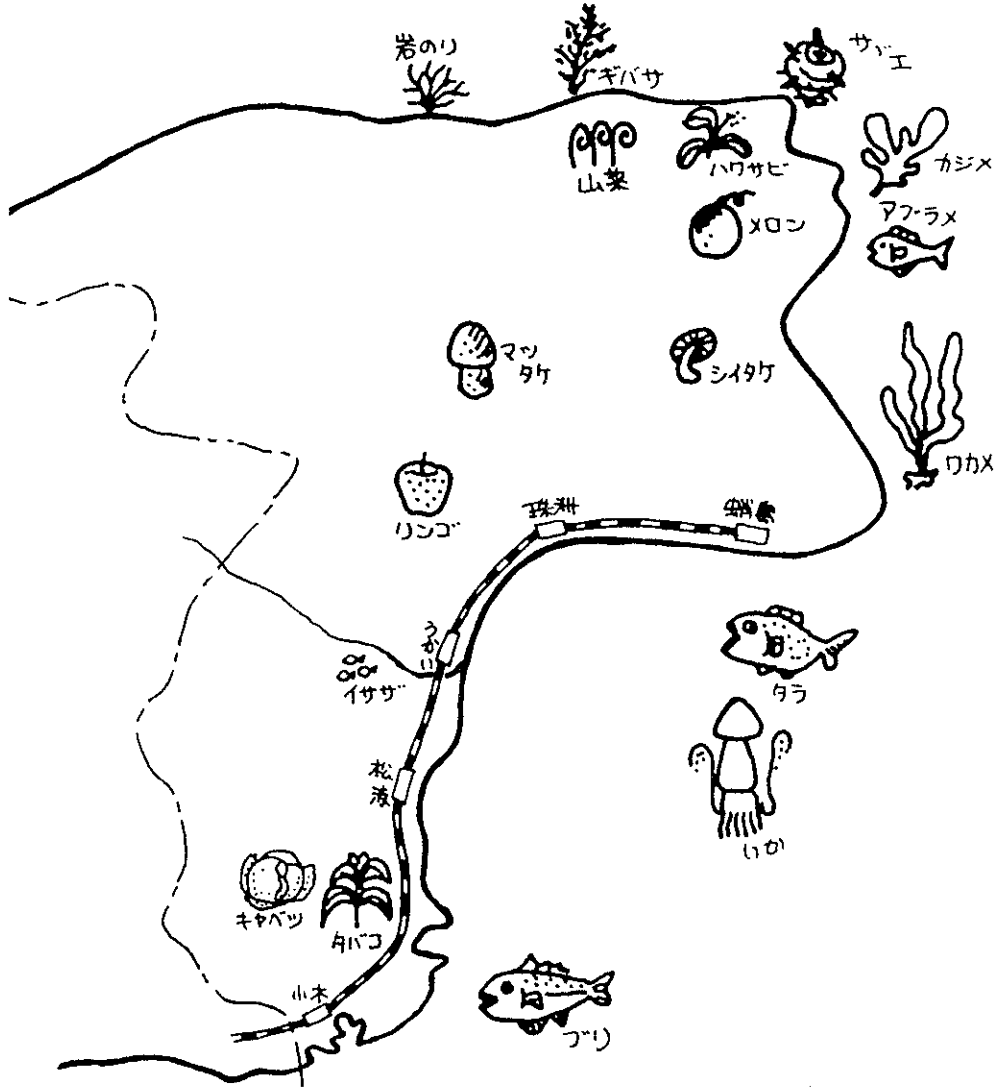 岩のり
ギバサ
サザエ
カジメ
山菜
ハワサビ
アブラメ
メロン
マツ
タケ
シイタケ
ワカメ
リンゴ
珠洲
蛸島
うかい
イサザ
タラ
松波
いか
キャベツ
タバコ
小木
ブリ